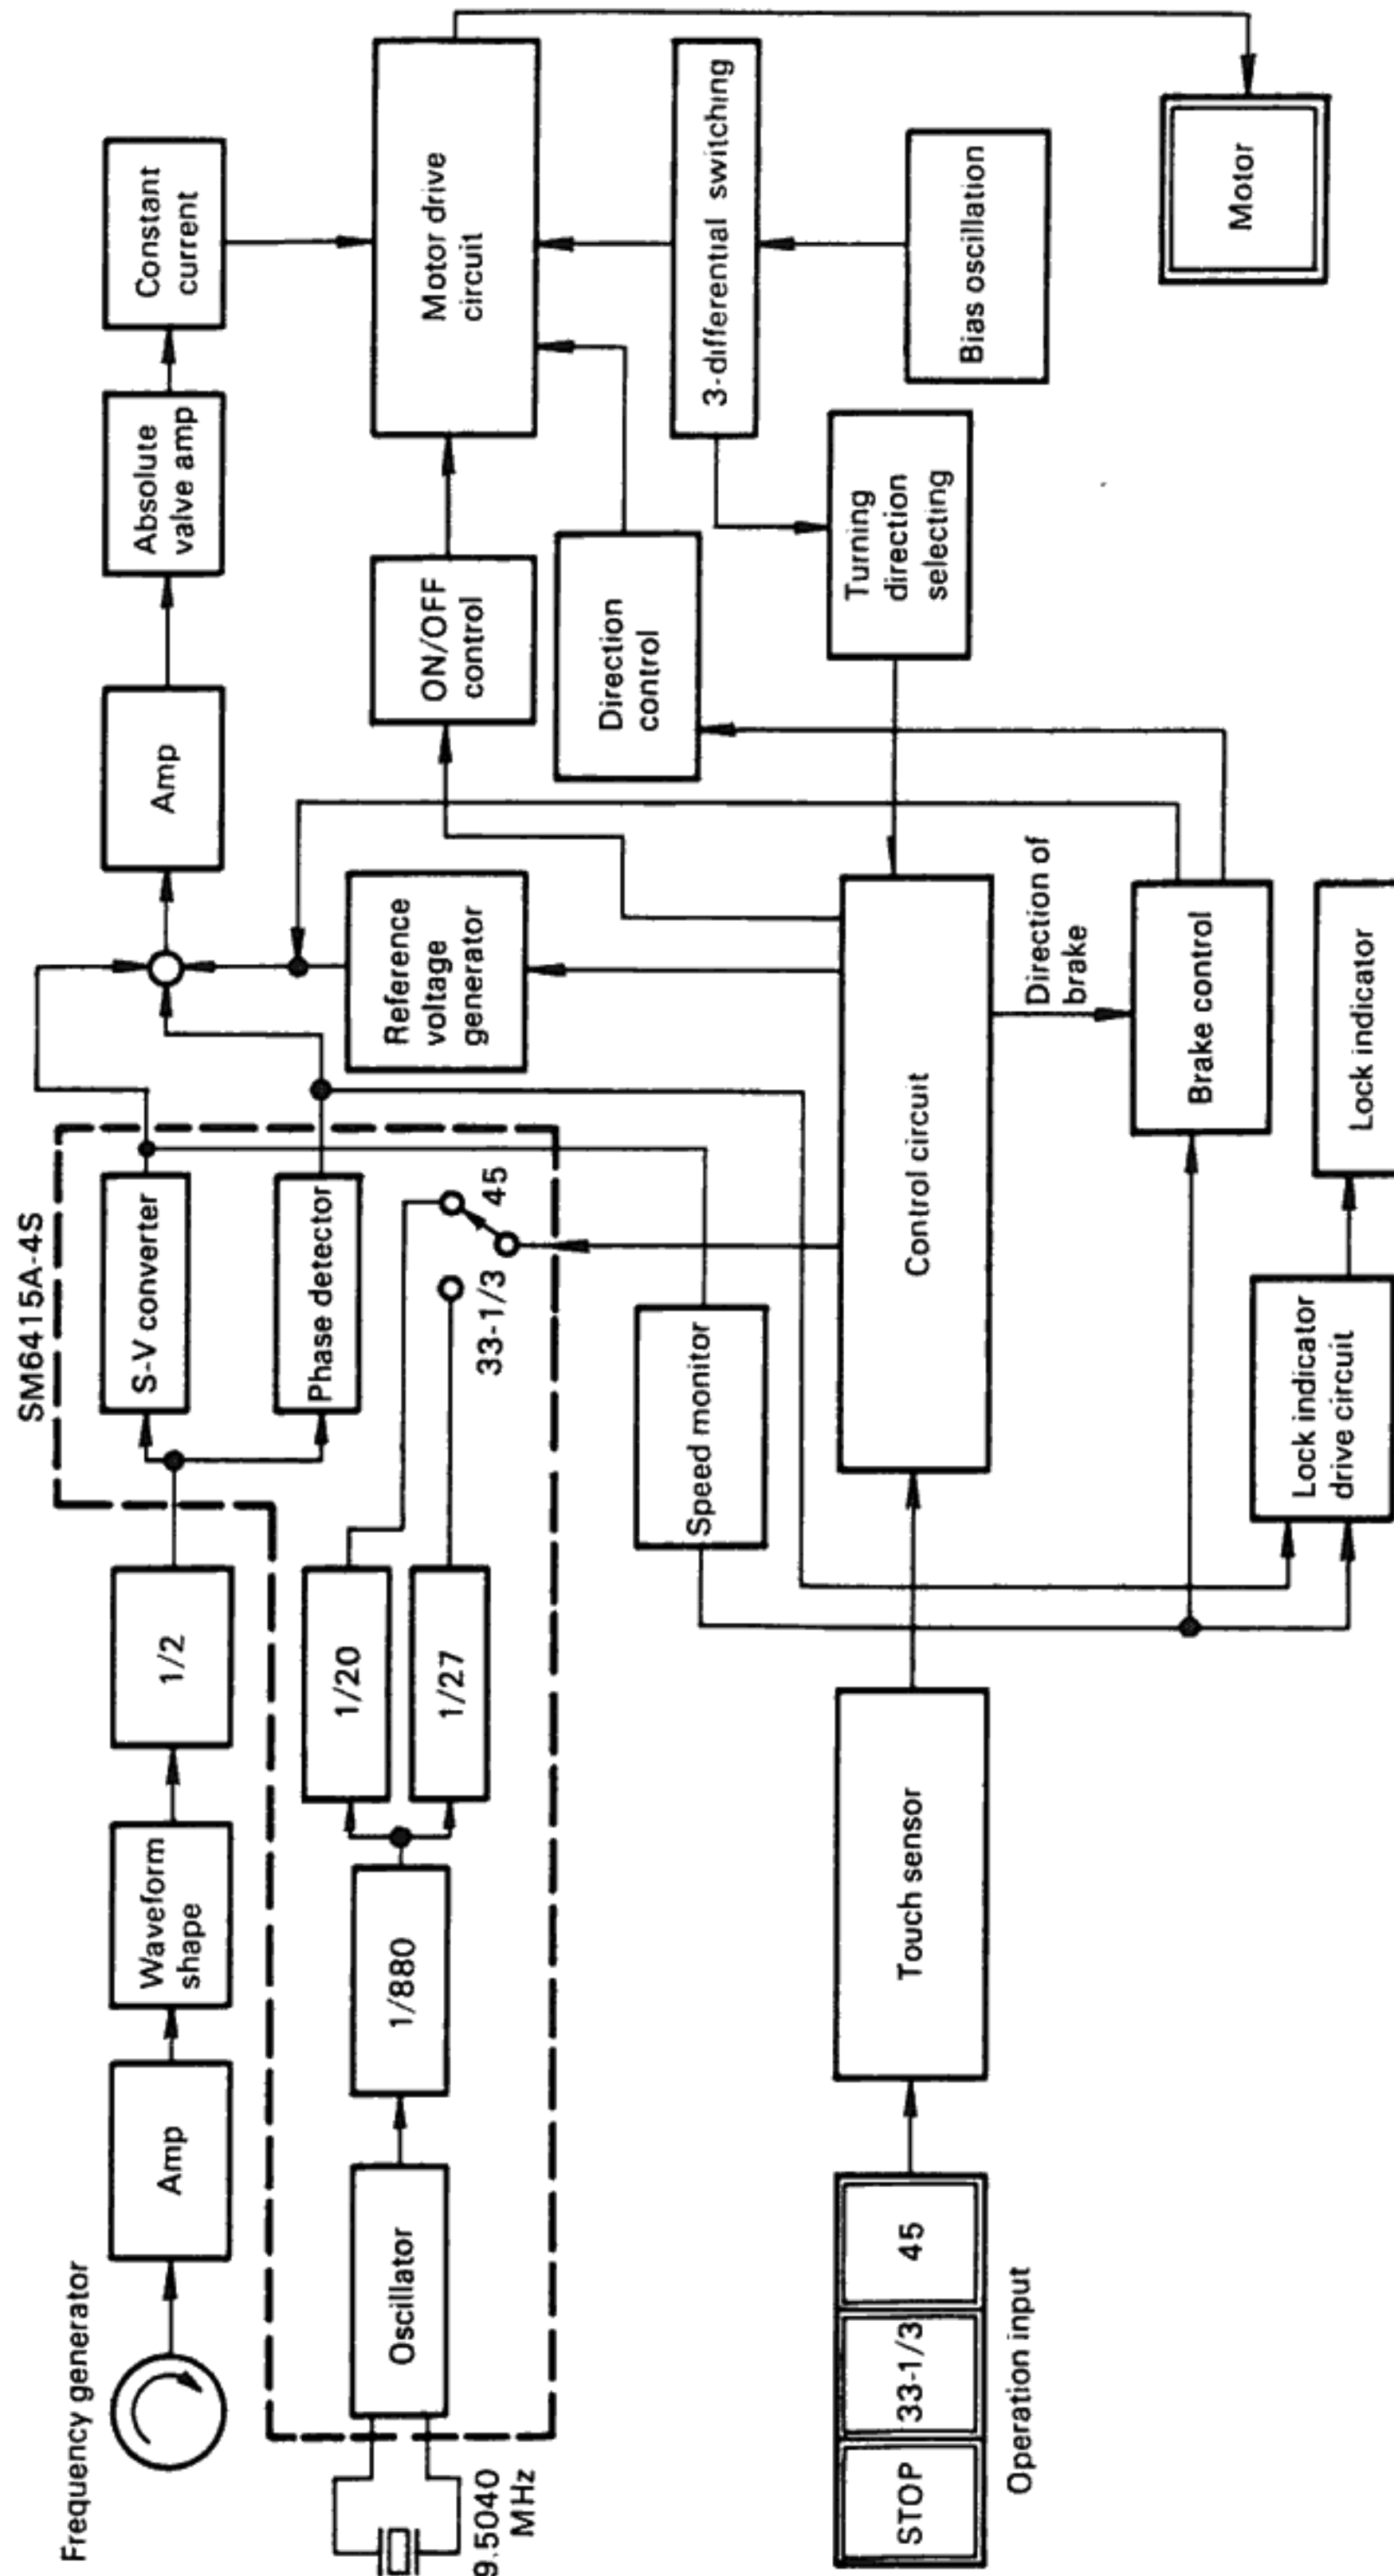 Frequency generator
Amp
Waveform
shape
1/2
SM6415A-4S
S-V converter
Amp
Absolute
valve amp
Constant
current
9.5040
MHz
Oscillator
1/880
1/20
1/27
Phase detector
33-1/3
45
Reference
voltage
generator
ON/OFF
control
Motor drive
circuit
Direction
control
3-differential switching
Speed monitor
Turning
direction
selecting
Bias oscillation
STOP
33-1/3
45
Operation input
Touch sensor
Control circuit
Direction of
brake
Brake control
Motor
Lock indicator
drive circuit
Lock indicator